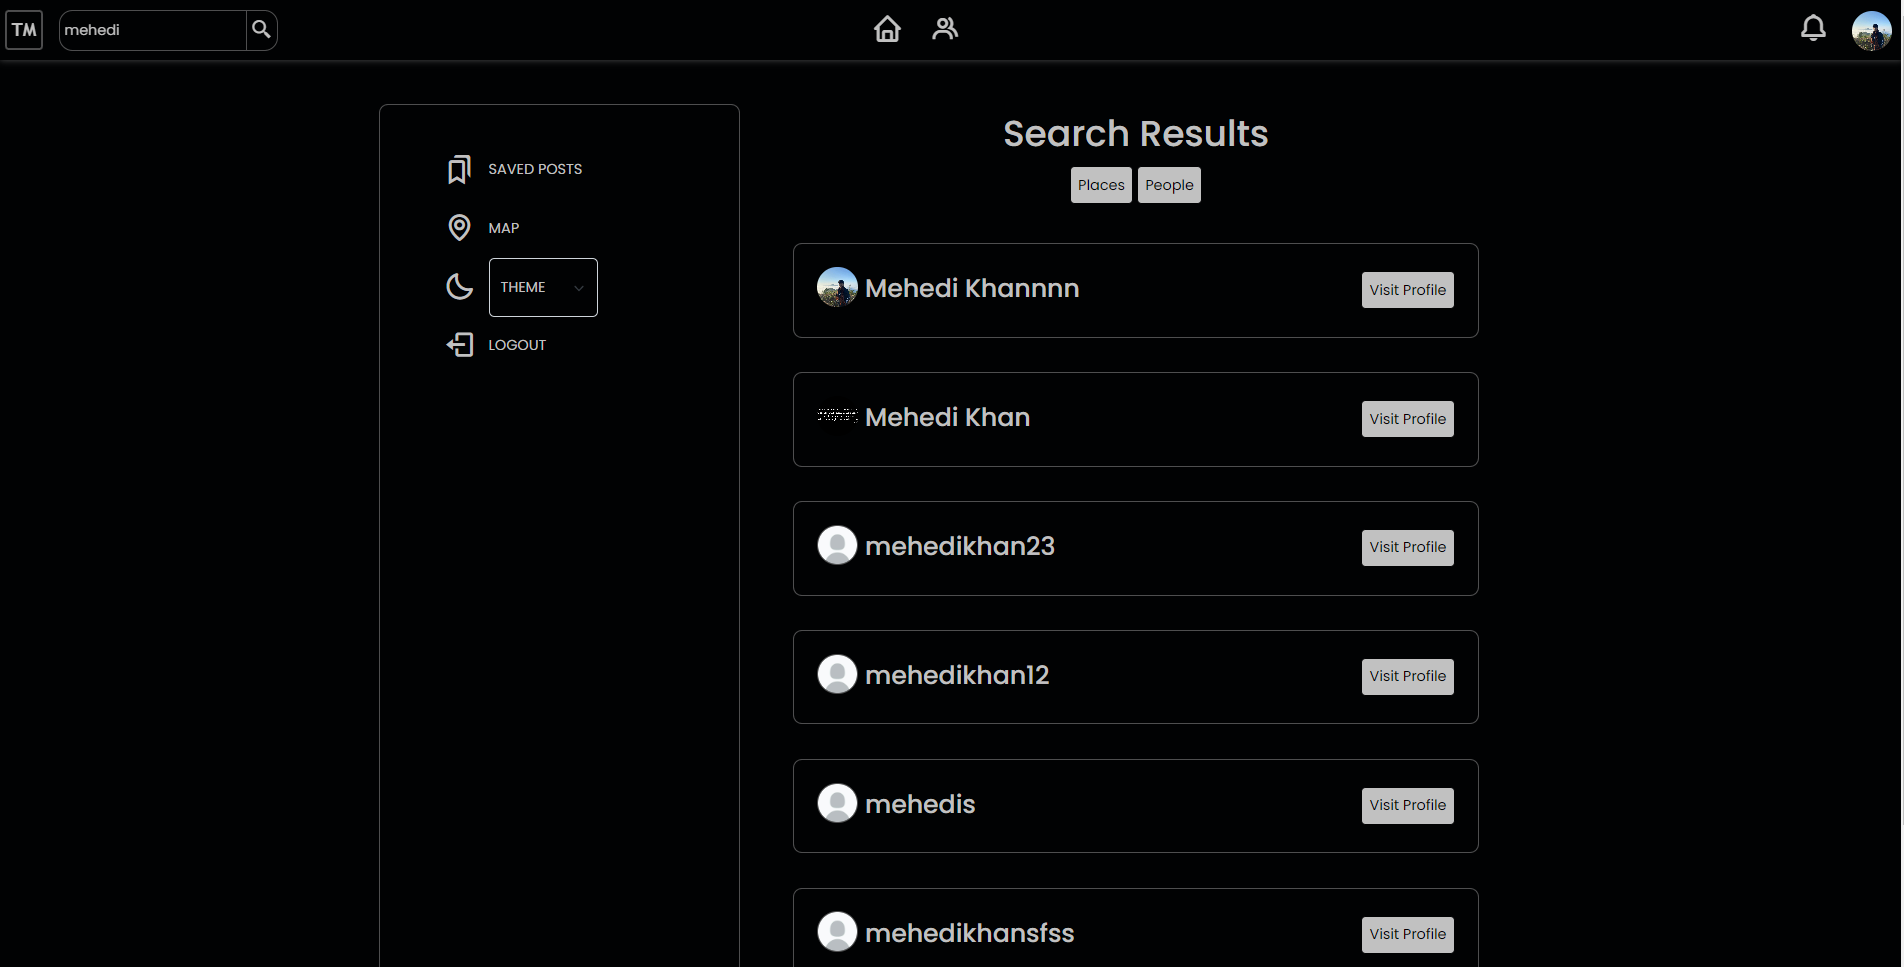 TM
mehedi
SAVED POSTS
MAP
THEME
LOGOUT
Search Results
Places People
Mehedi Khannnn
Visit Profile
Mehedi Khan
Visit Profile
mehedikhan23
Visit Profile
mehedikhan12
Visit Profile
mehedis
Visit Profile
mehedikhansfss
Visit Profile